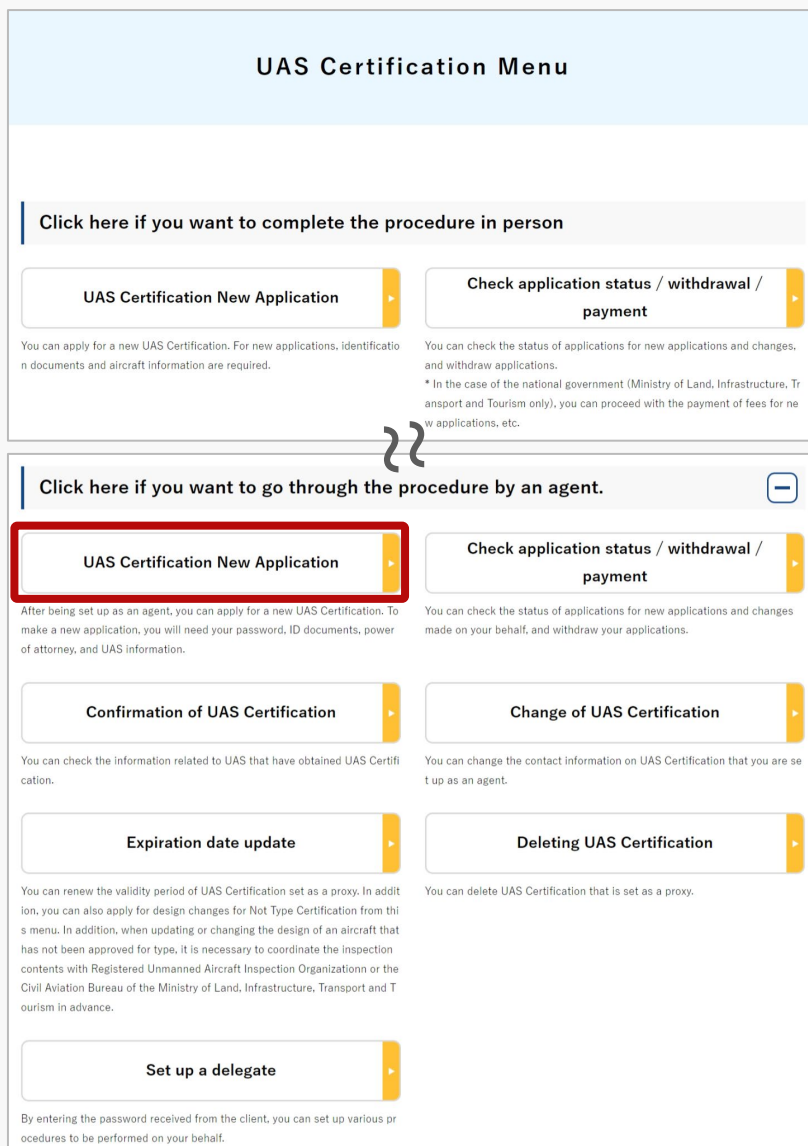 UAS Certification Menu
Click here if you want to complete the procedure in person
UAS Certification New Application
You can apply for a new UAS Certification. For new applications, identificatio
n documents and aircraft information are required.
Check application status / withdrawal /
payment
You can check the status of applications for new applications and changes,
and withdraw applications.
* In the case of the national government (Ministry of Land, Infrastructure, Tr
ansport and Tourism only), you can proceed with the payment of fees for ne
w applications, etc.
Click here if you want to go through the procedure by an agent.
UAS Certification New Application
After being set up as an agent, you can apply for a new UAS Certification. To
make a new application, you will need your password, ID documents, power
of attorney, and UAS information.
Check application status / withdrawal /
payment
You can check the status of applications for new applications and changes
made on your behalf, and withdraw your applications.
Confirmation of UAS Certification
You can check the information related to UAS that have obtained UAS Certifi
cation.
Change of UAS Certification
You can change the contact information on UAS Certification that you are se
t up as an agent.
Expiration date update
You can renew the validity period of UAS Certification set as a proxy. In addit
ion, you can also apply for design changes for Not Type Certification from thi
s menu. In addition, when updating or changing the design of an aircraft that
has not been approved for type, it is necessary to coordinate the inspection
contents with Registered Unmanned Aircraft Inspection Organizationn or the
Civil Aviation Bureau of the Ministry of Land, Infrastructure, Transport and T
ourism in advance.
Deleting UAS Certification
You can delete UAS Certification that is set as a proxy.
Set up a delegate
By entering the password received from the client, you can set up various pr
ocedures to be performed on your behalf.